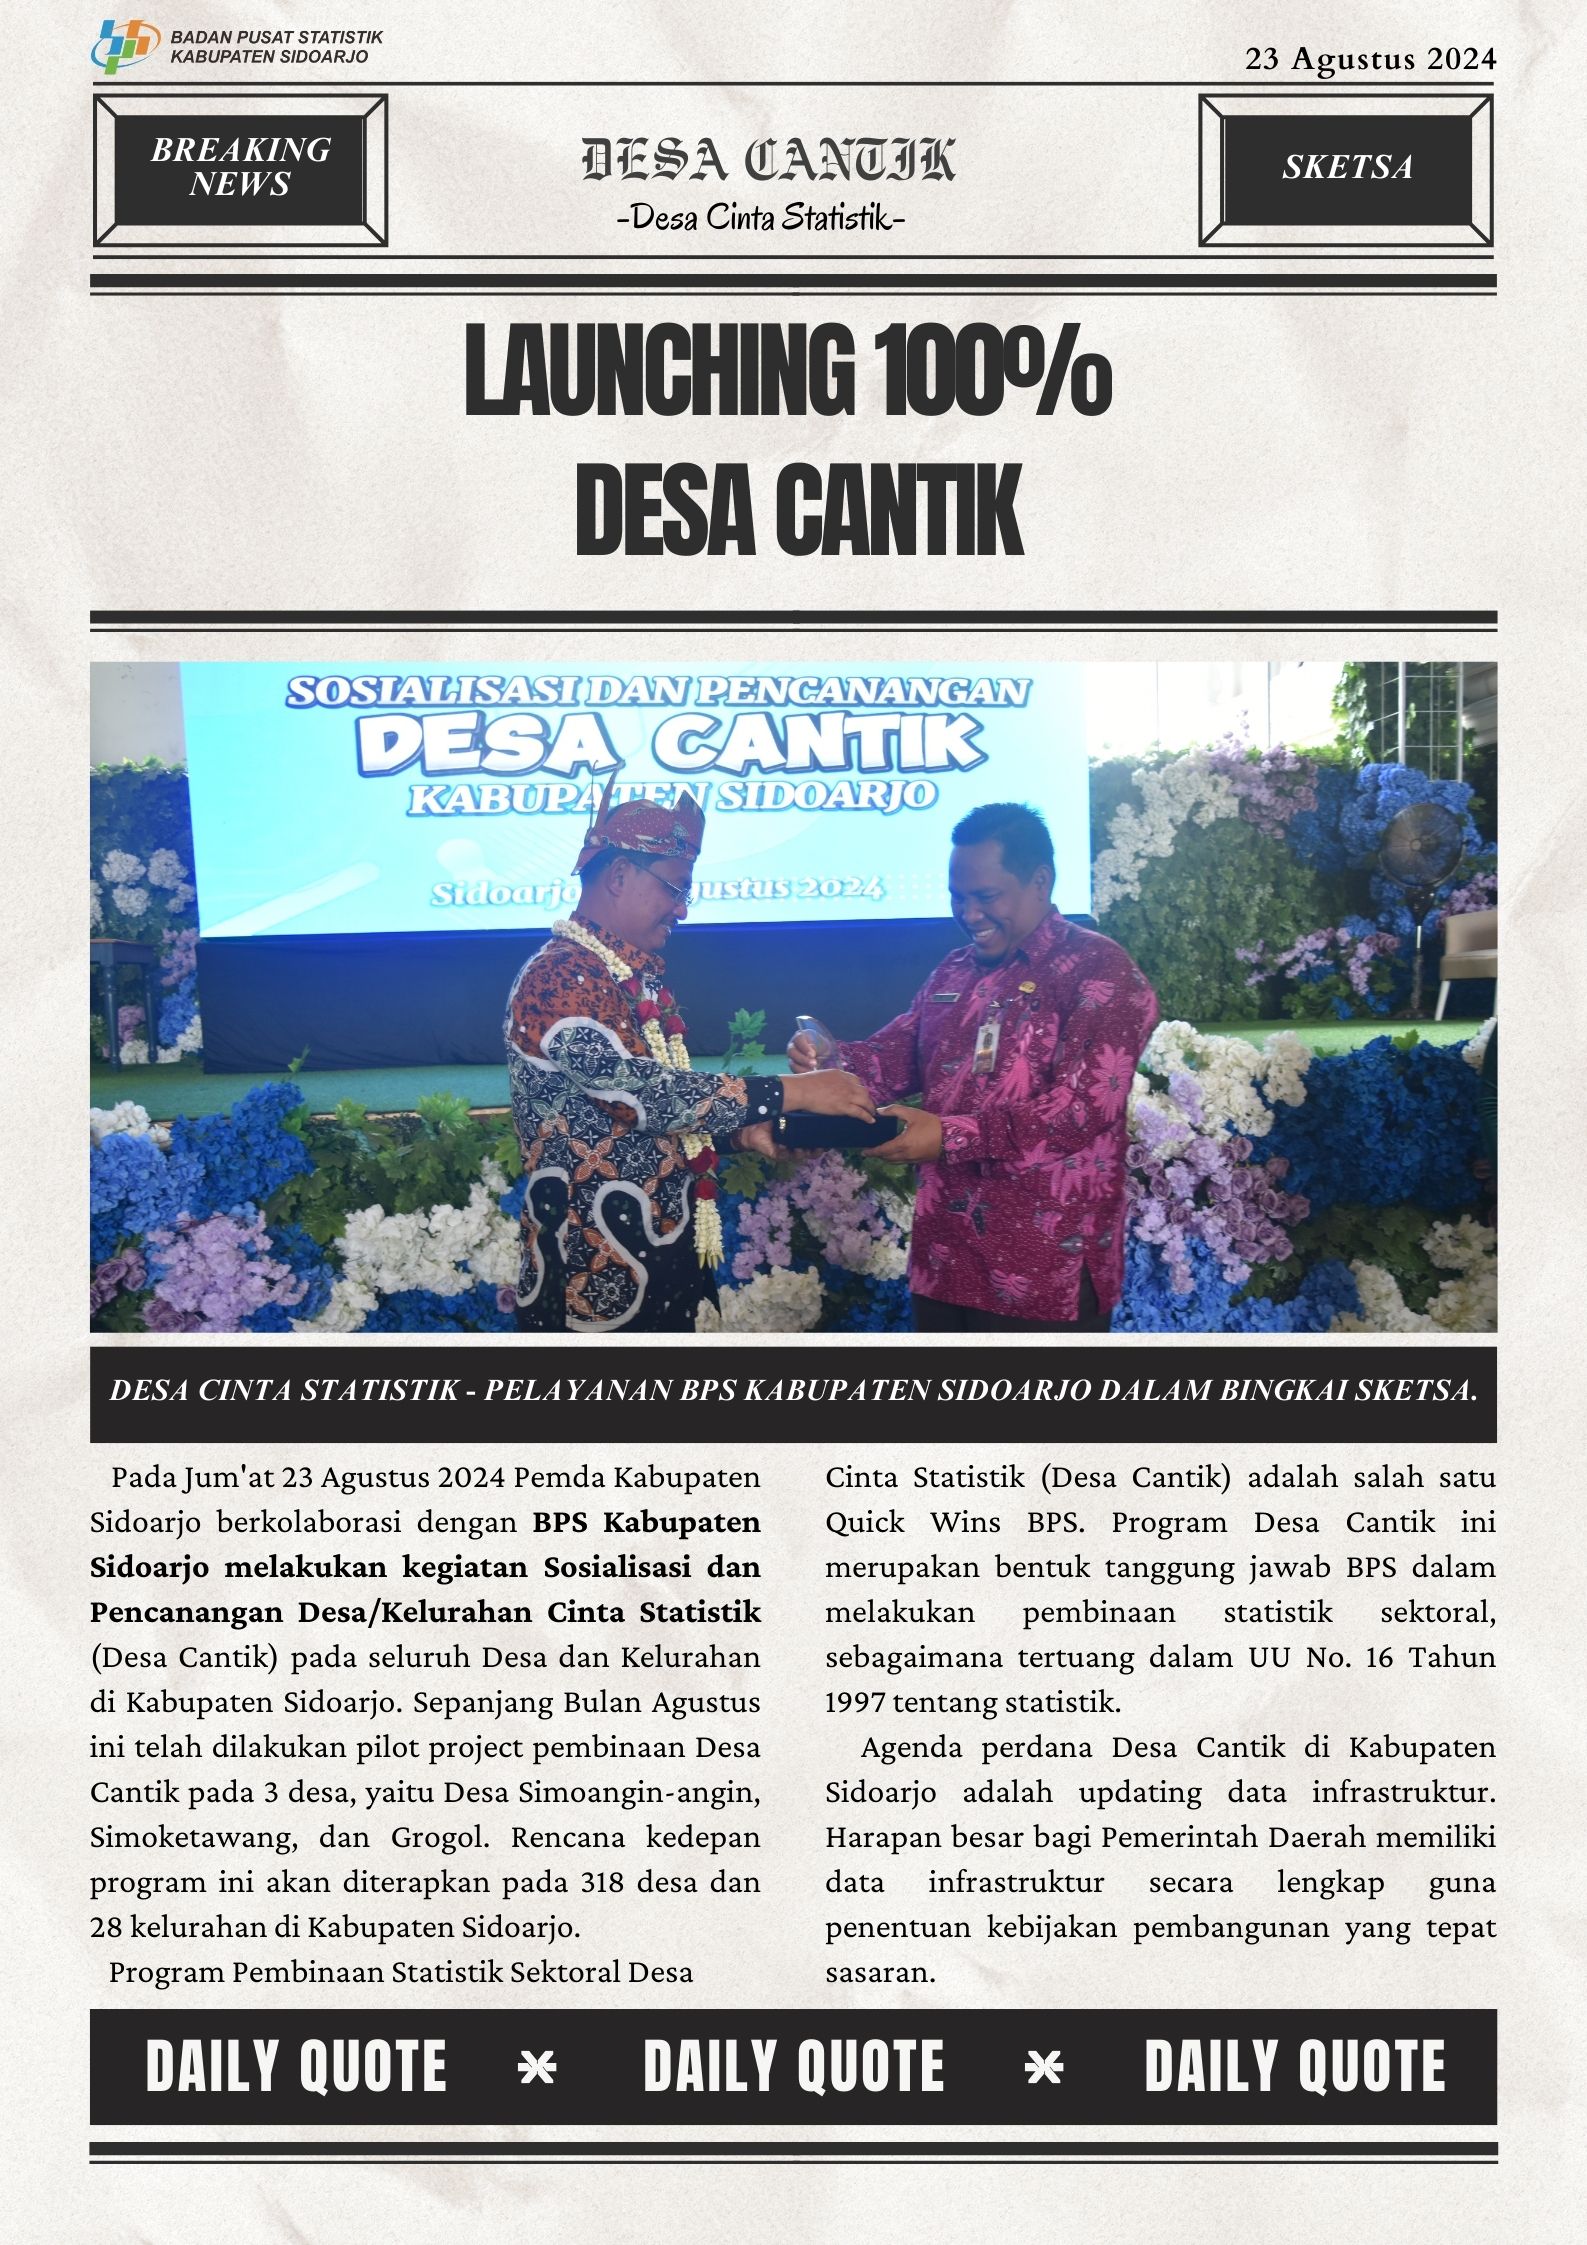 BADAN PUSAT STATISTIK
KABUPATEN SIDOARJO
23 Agustus 2024
BREAKING
NEWS
DESA CANTIK
-Desa Cinta Statistik-
SKETSA
LAUNCHING 100%
DESA CANTIK
SOSIALISASI DAN PENCANANGAN
DESA CANTIK
KABUPATEN SIDOARJO
Sidoarjo gustus 2024
DESA CINTA STATISTIK - PELAYANAN BPS KABUPATEN SIDOARJO DALAM BINGKAI SKETSA.
Pada Jum'at 23 Agustus 2024 Pemda Kabupaten
Sidoarjo berkolaborasi dengan BPS Kabupaten
Sidoarjo melakukan kegiatan Sosialisasi dan
Pencanangan Desa/Kelurahan Cinta Statistik
(Desa Cantik) pada seluruh Desa dan Kelurahan
di Kabupaten Sidoarjo. Sepanjang Bulan Agustus
ini telah dilakukan pilot project pembinaan Desa
Cantik pada 3 desa, yaitu Desa Simoangin-angin,
Simoketawang, dan Grogol. Rencana kedepan
program ini akan diterapkan pada 318 desa dan
28 kelurahan di Kabupaten Sidoarjo.
Program Pembinaan Statistik Sektoral Desa
Cinta Statistik (Desa Cantik) adalah salah satu
Quick Wins BPS. Program Desa Cantik ini
merupakan bentuk tanggung jawab BPS dalam
melakukan pembinaan statistik sektoral,
sebagaimana tertuang dalam UU No. 16 Tahun
1997 tentang statistik.
Agenda perdana Desa Cantik di Kabupaten
Sidoarjo adalah updating data infrastruktur.
Harapan besar bagi Pemerintah Daerah memiliki
data infrastruktur secara lengkap guna
penentuan kebijakan pembangunan yang tepat
sasaran.
DAILY QUOTE DAILY QUOTE DAILY QUOTE